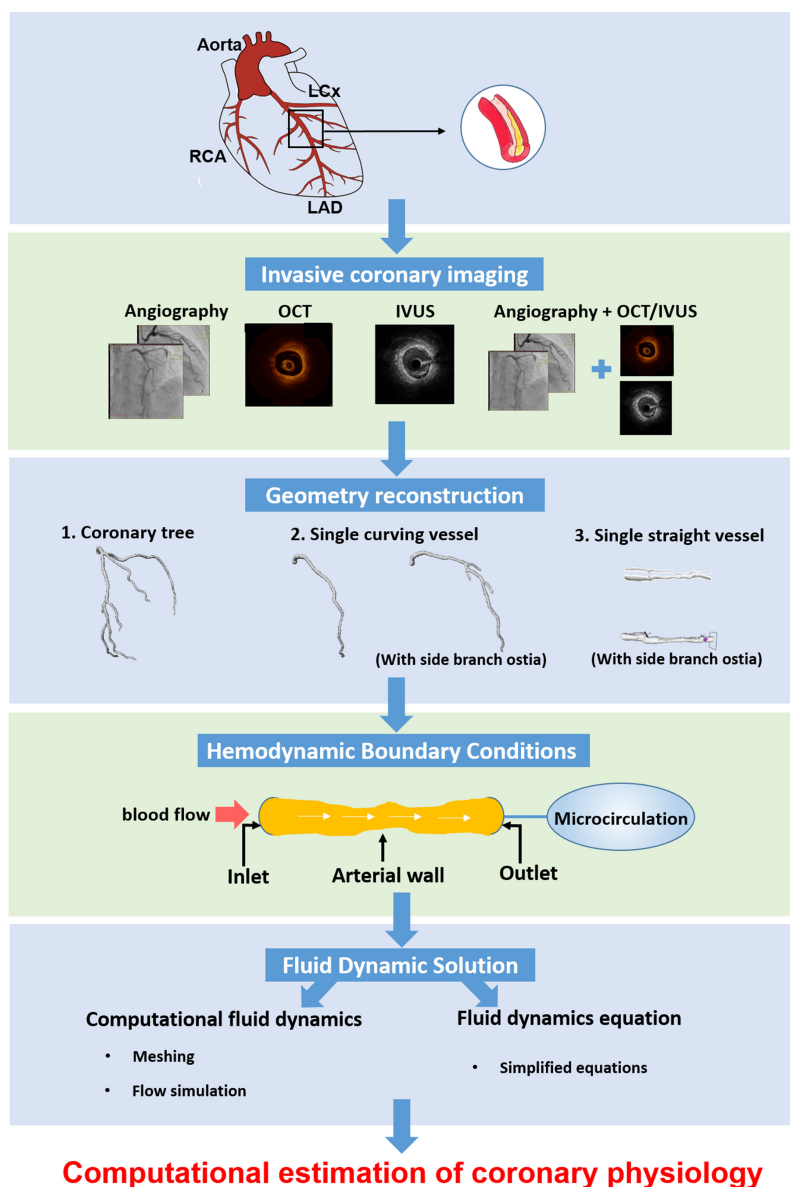 Aorta
LCx
RCA
LAD
Invasive coronary imaging
Angiography
OCT
IVUS
Angiography + OCT/IVUS
Geometry reconstruction
1. Coronary tree
2. Single curving vessel
3. Single straight vessel
(With side branch ostia)
(With side branch ostia)
Hemodynamic Boundary Conditions
blood flow
Microcirculation
Inlet
Arterial wall
Outlet
Fluid Dynamic Solution
Computational fluid dynamics
• Meshing
• Flow simulation
Fluid dynamics equation
• Simplified equations
Computational estimation of coronary physiology